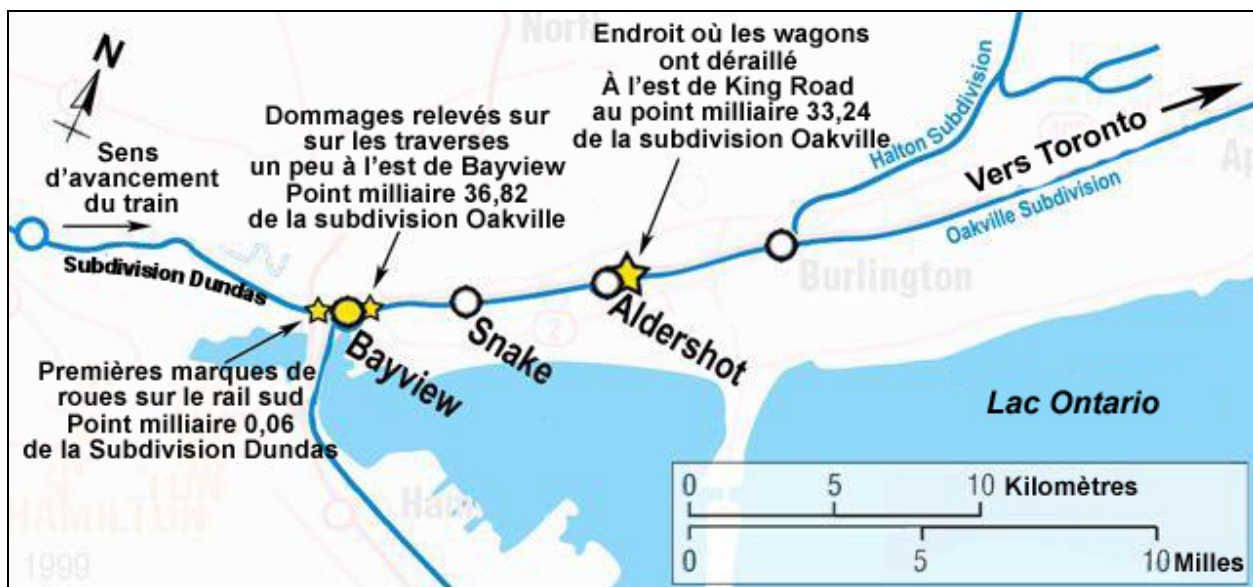 North
N
Sens
d'avancement
du train
Dommages relevés sur
sur les traverses
un peu à l'est de Bayview
Point milliaire 36,82
de la subdivision Oakville
Endroit où les wagons
ont déraillé
À l'est de King Road
au point milliaire 33,24
de la subdivision Oakville
Halton Subdivision
Vers Toronto
Oakville Subdivision
Subdivision Dundas
Bayview
Snake
2
Aldershot
Burlington
Premières marques de
roues sur le rail sud
Point milliaire 0,06
de la Subdivision Dundas
Lac Ontario
HAMILTON
1999
0 5 10 Kilomètres
0 5 10 Milles